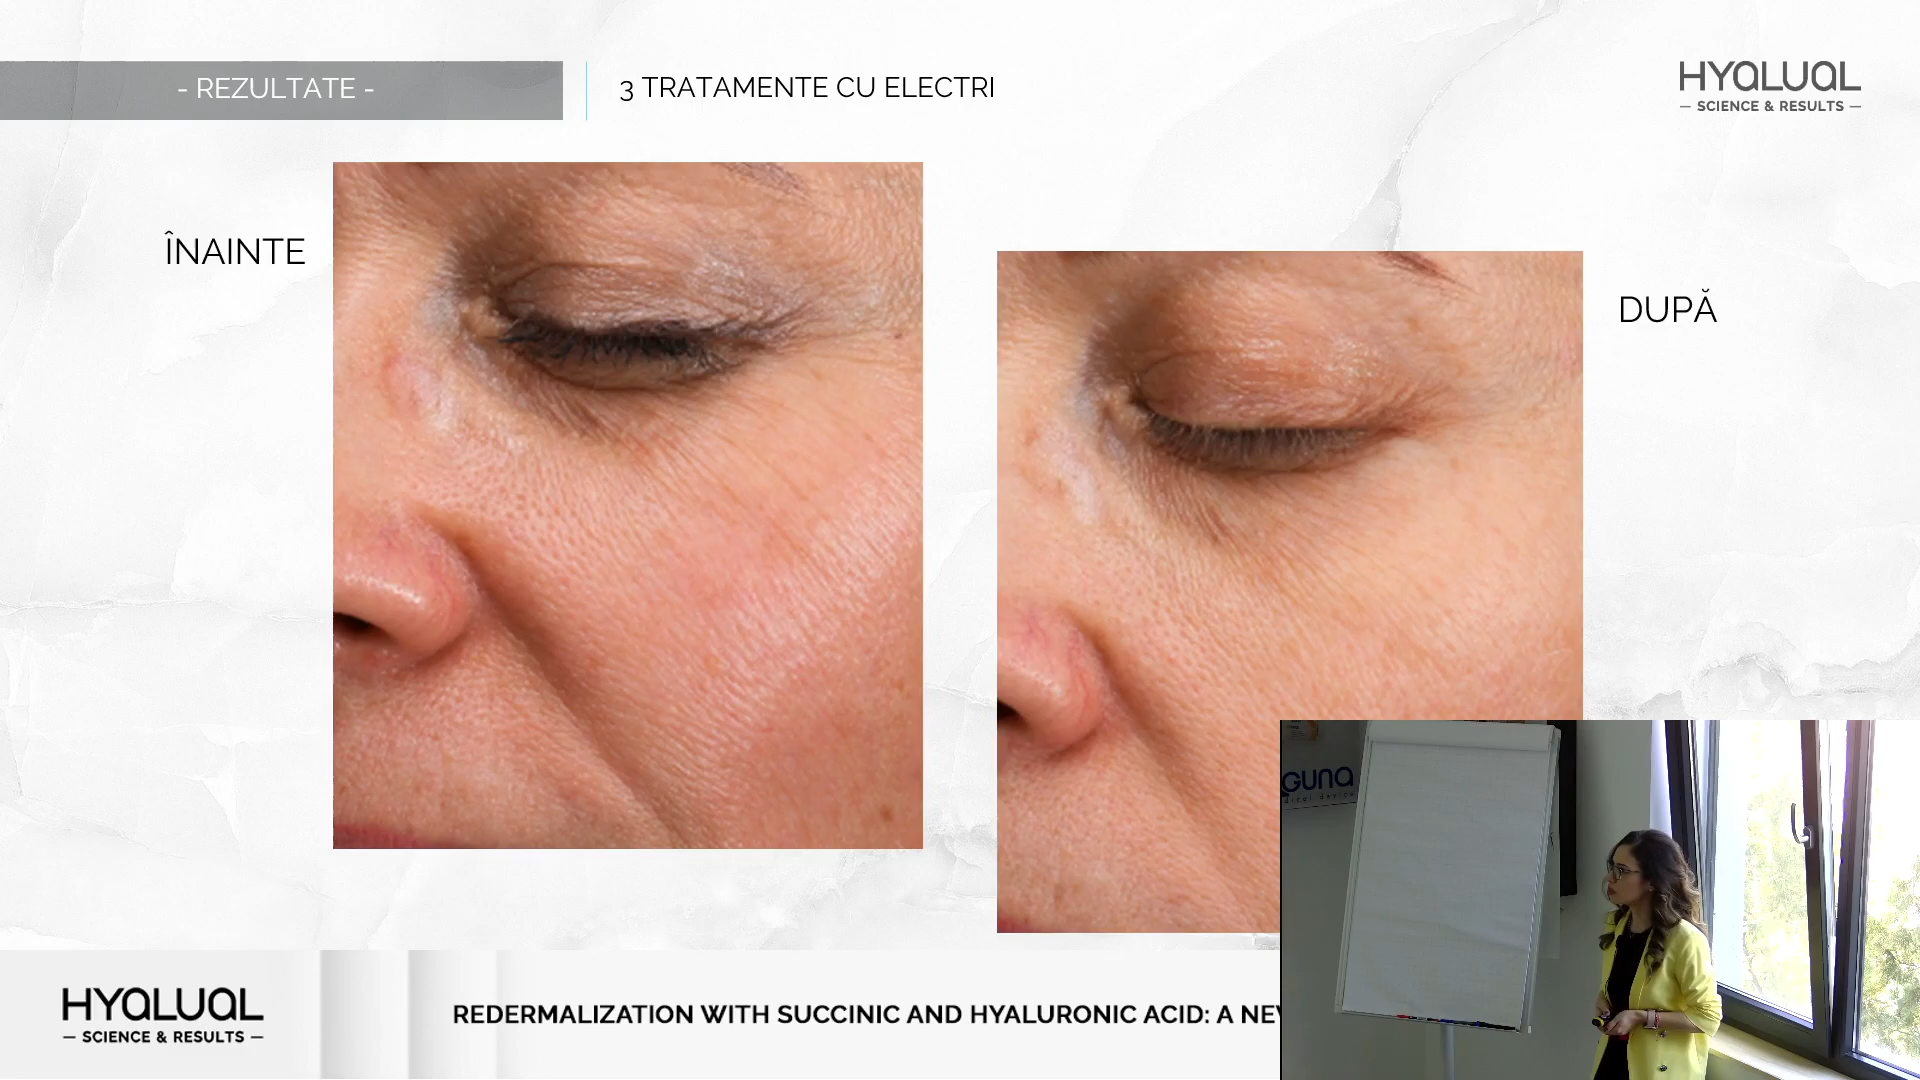 - REZULTATE -
3 TRATAMENTE CU ELECTRI
HYALUAL
— SCIENCE & RESULTS —
ÎNAINTE
DUPĂ
GUNA
HYALUAL
— SCIENCE & RESULTS —
REDERMALIZATION WITH SUCCINIC AND HYALURONIC ACID: A